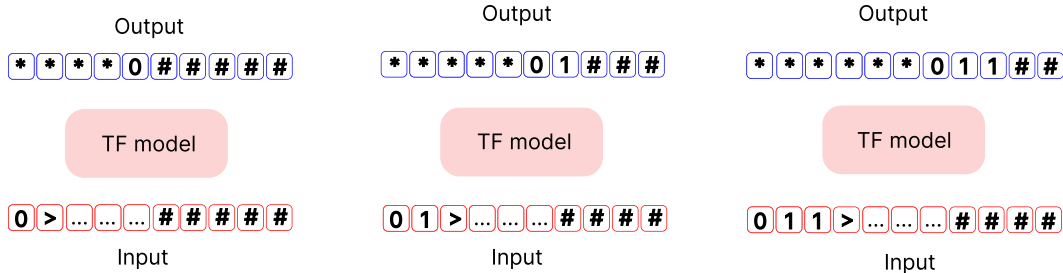 Output
* * * * 0 # # # # #
TF model
0 > ... ... ... # # # # #
Input
Output
* * * * * 0 1 # # #
TF model
0 1 > ... ... ... # # # #
Input
Output
* * * * * * 0 1 1 # #
TF model
0 1 1 > ... ... ... # # # #
Input